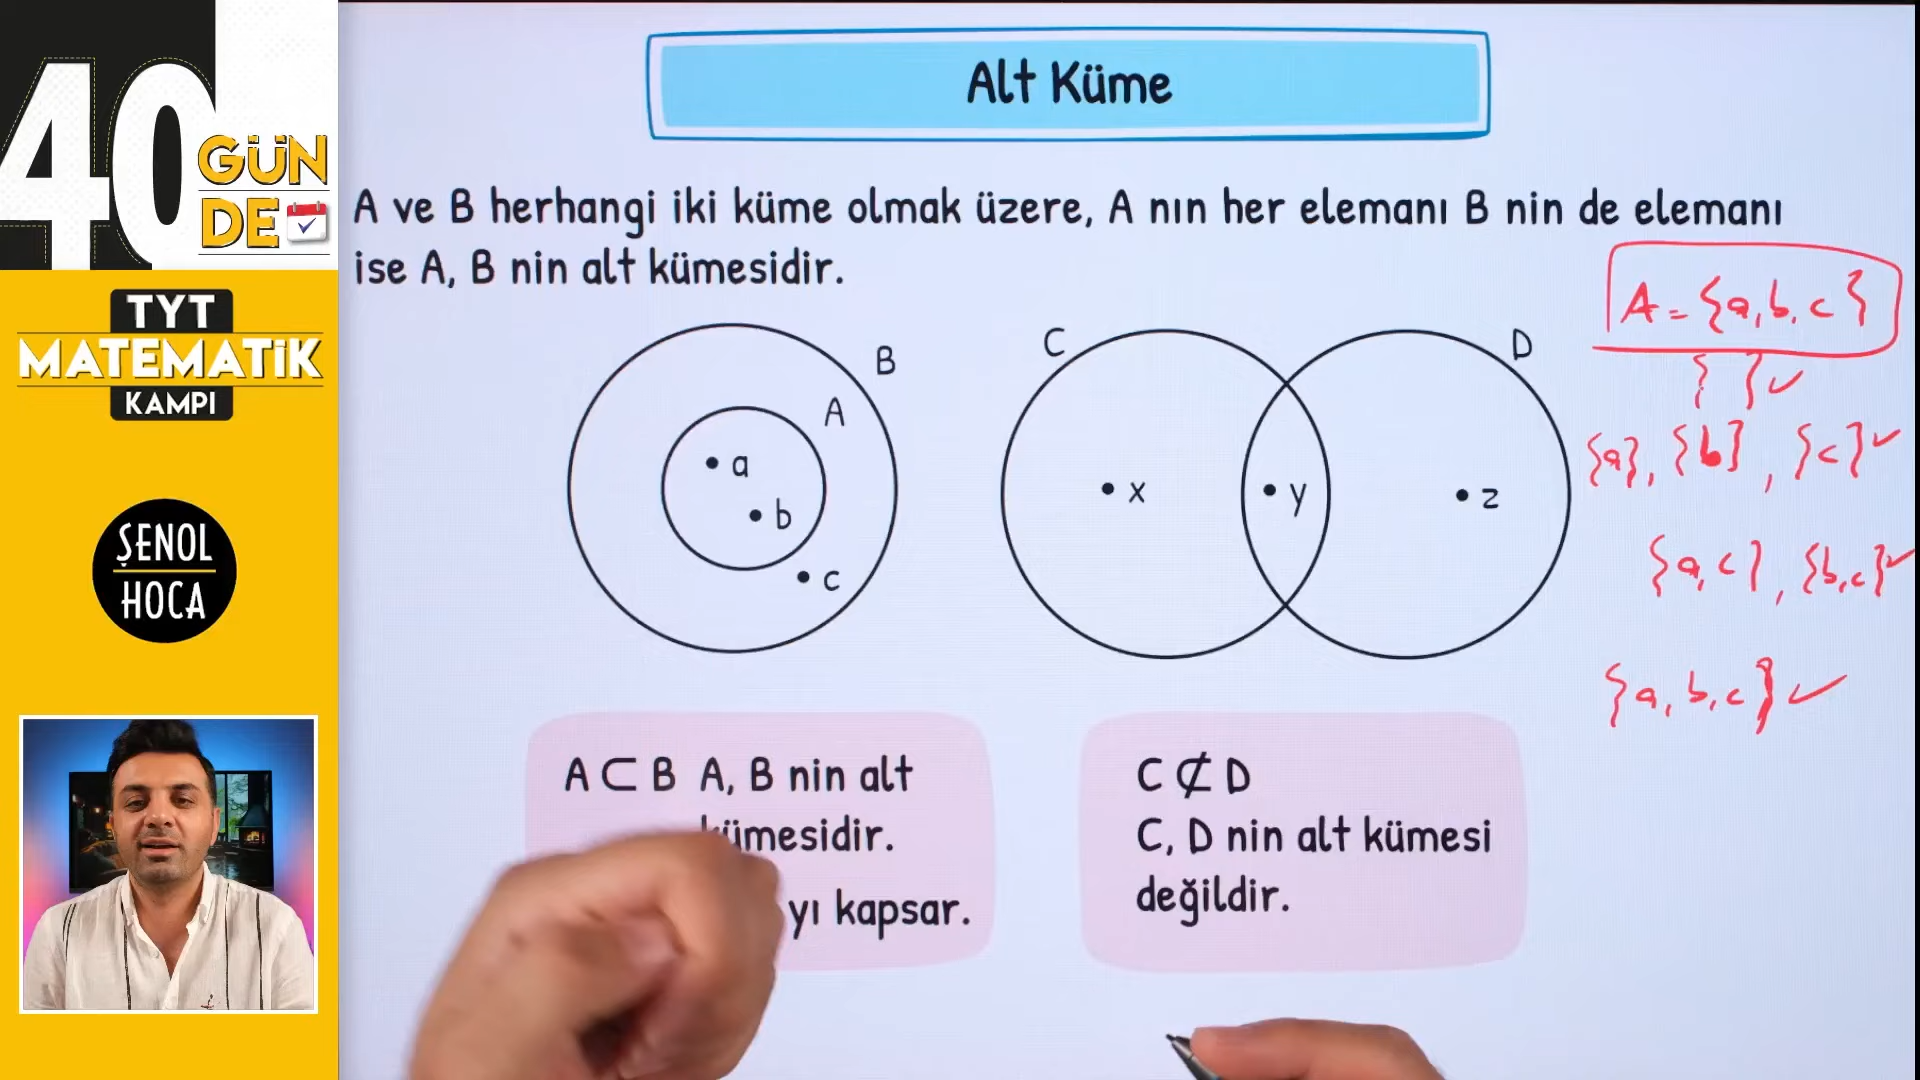 40
GÜN
DE
TYT
MATEMATİK
KAMPI
ŞENOL
HOCA
Alt Küme
A ve B herhangi iki küme olmak üzere, A nın her elemanı B nin de elemanı
ise A, B nin alt kümesidir.
B
A
a
b
c
C
D
x
y
z
A = {a, b, c}
{ } ✓
{a}, {b}, {c} ✓
{a, c}, {b, c} ✓
{a, b, c} ✓
A ⊂ B A, B nin alt
kümesidir.
yı kapsar.
C ⊄ D
C, D nin alt kümesi
değildir.